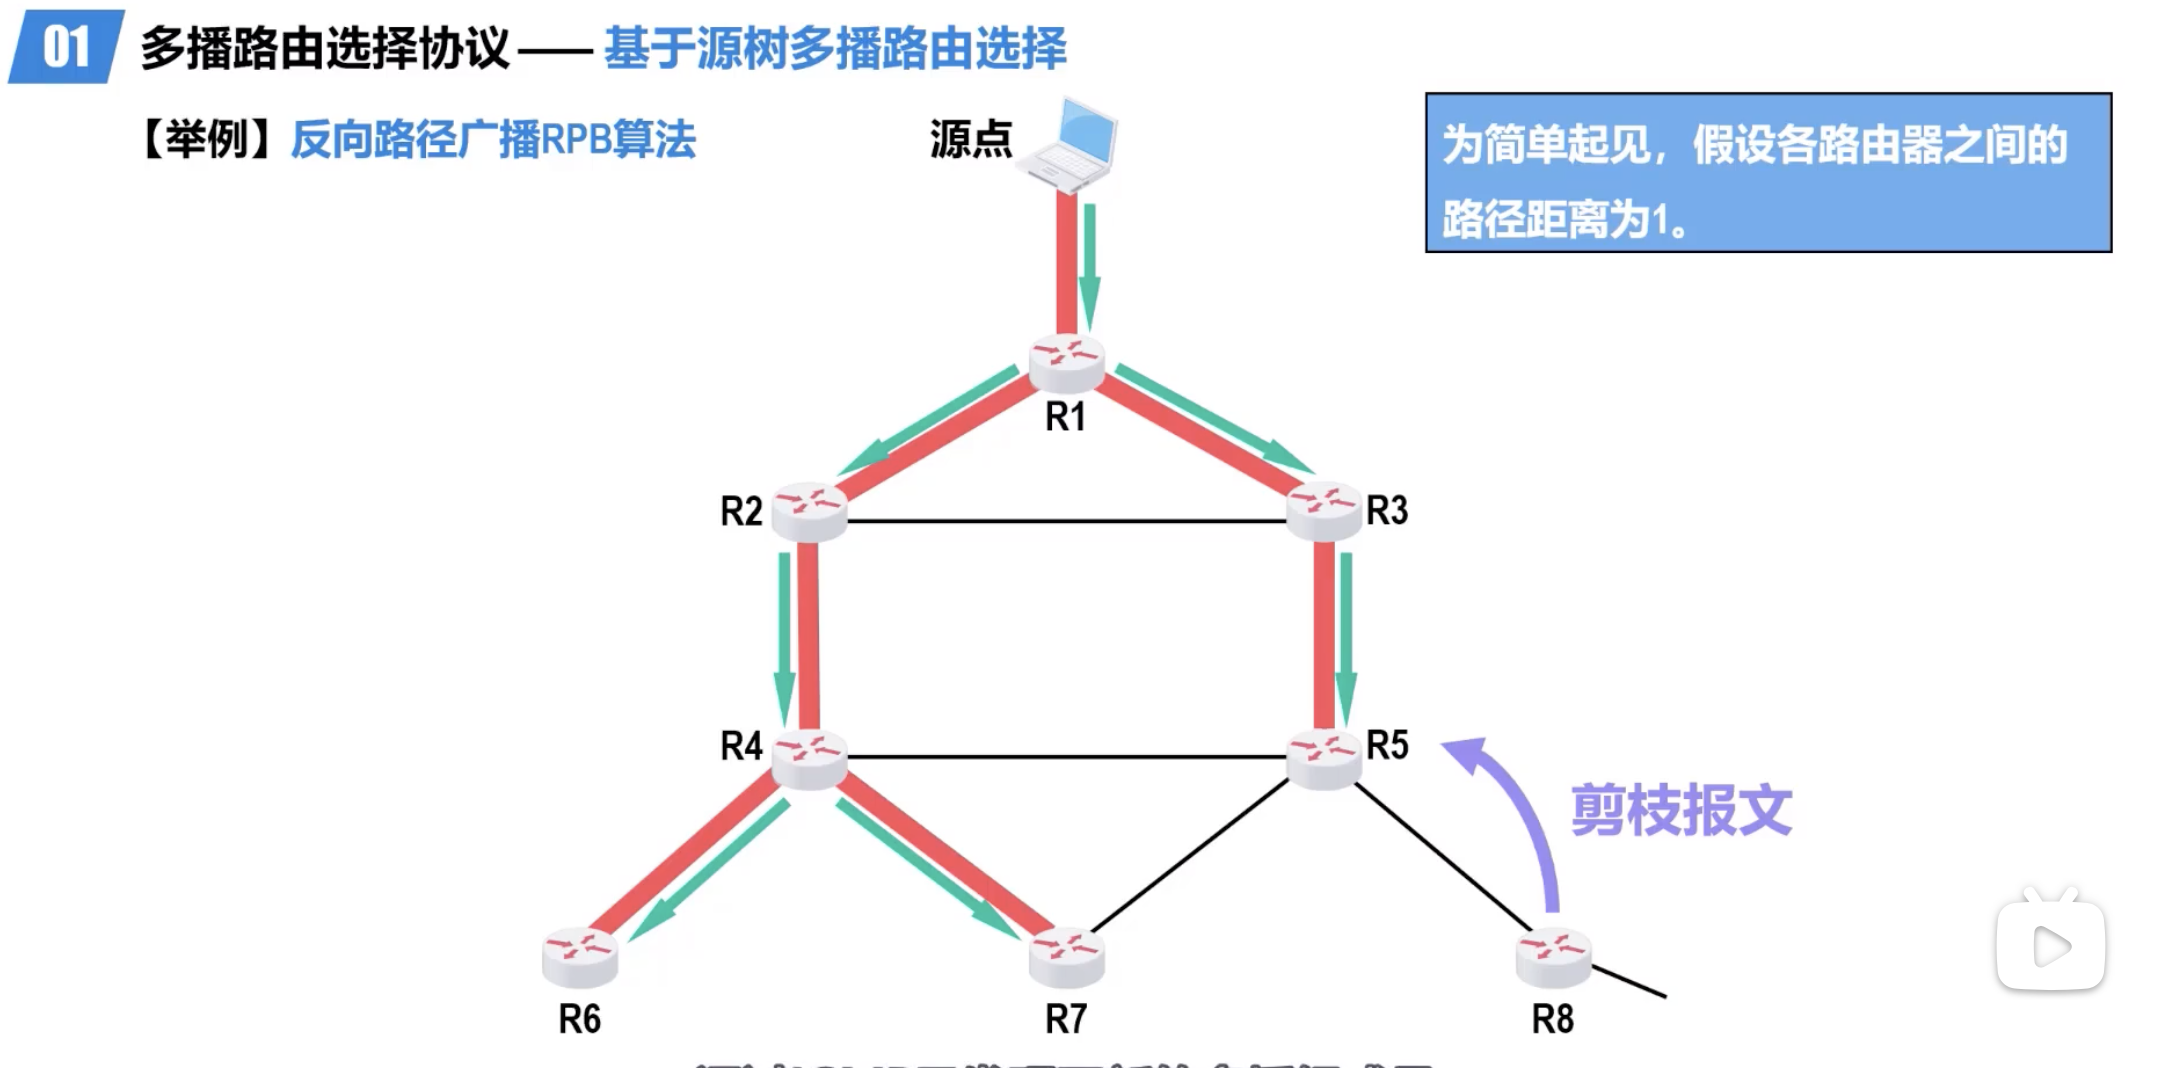 01 多播路由选择协议 —— 基于源树多播路由选择
【举例】反向路径广播RPB算法
源点
为简单起见，假设各路由器之间的
路径距离为1。
R1
R2
R3
R4
R5
剪枝报文
R6
R7
R8